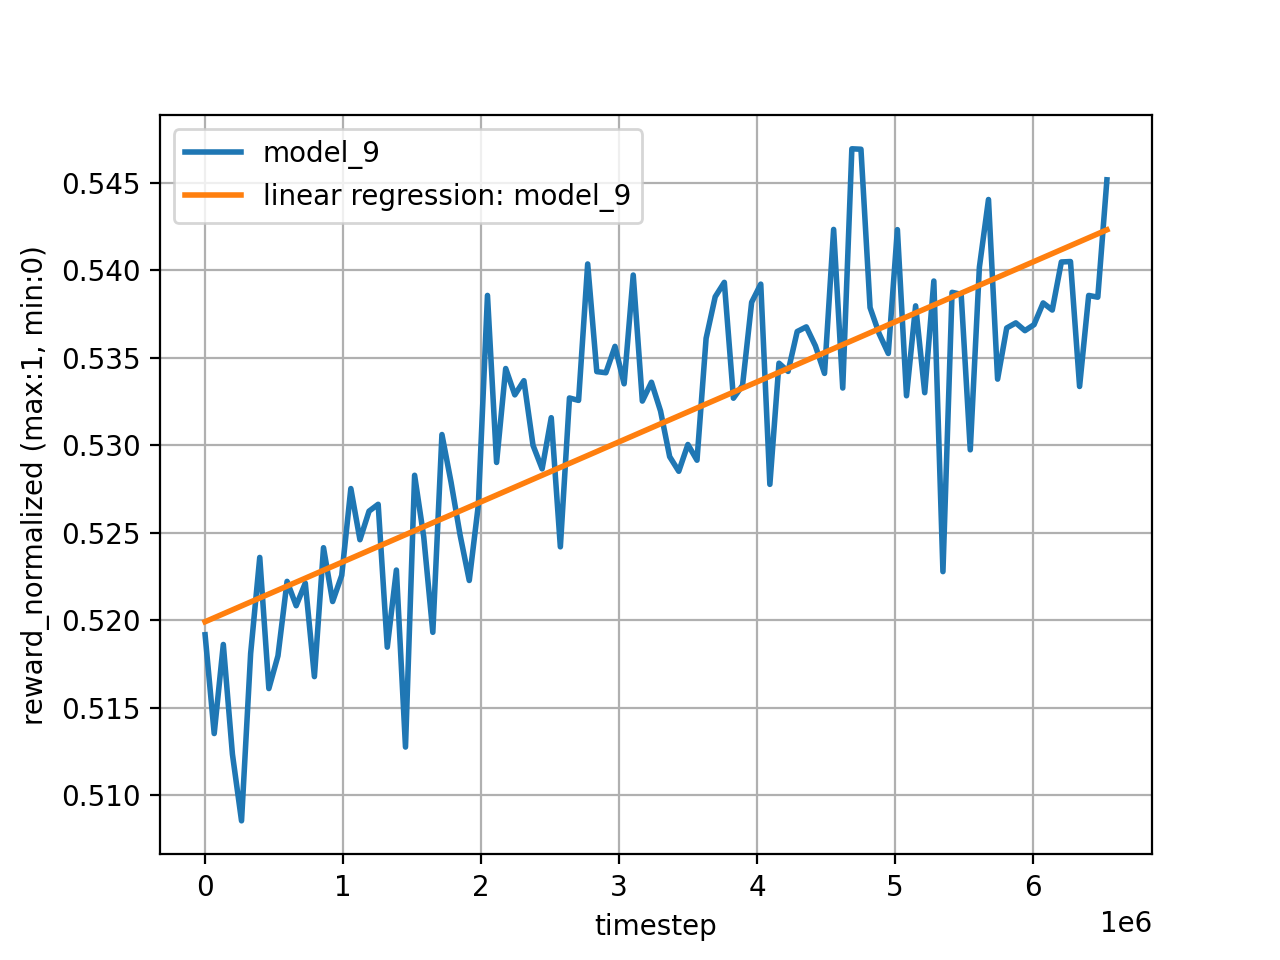 model_9
linear regression: model_9
reward_normalized (max:1, min:0)
0.545
0.540
0.535
0.530
0.525
0.520
0.515
0.510
0 1 2 3 4 5 6
1e6
timestep